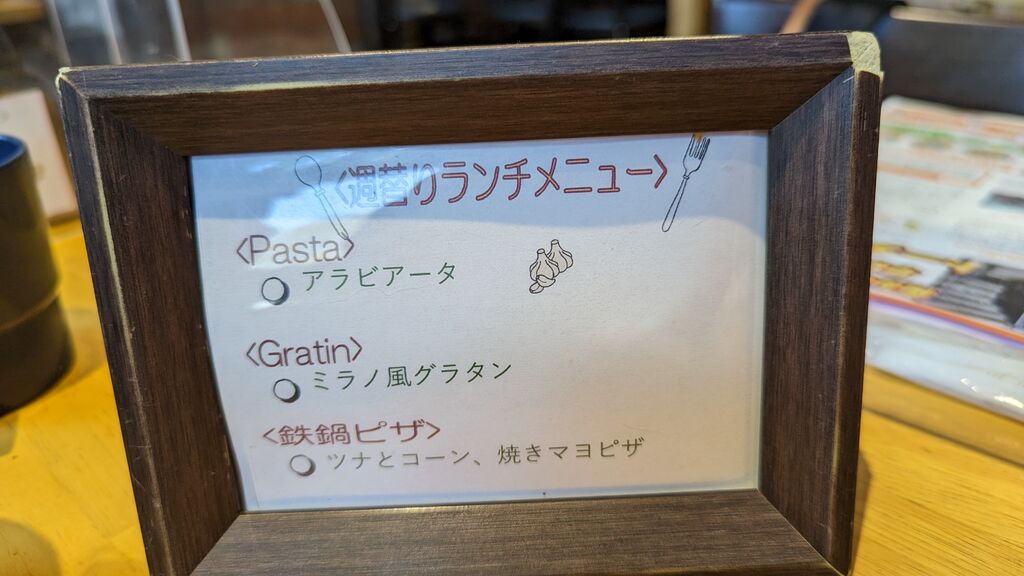 <週替りランチメニュー>
<Pasta>
アラビアータ
<Gratin>
ミラノ風グラタン
<鉄鍋ピザ>
ツナとコーン、焼きマヨピザ